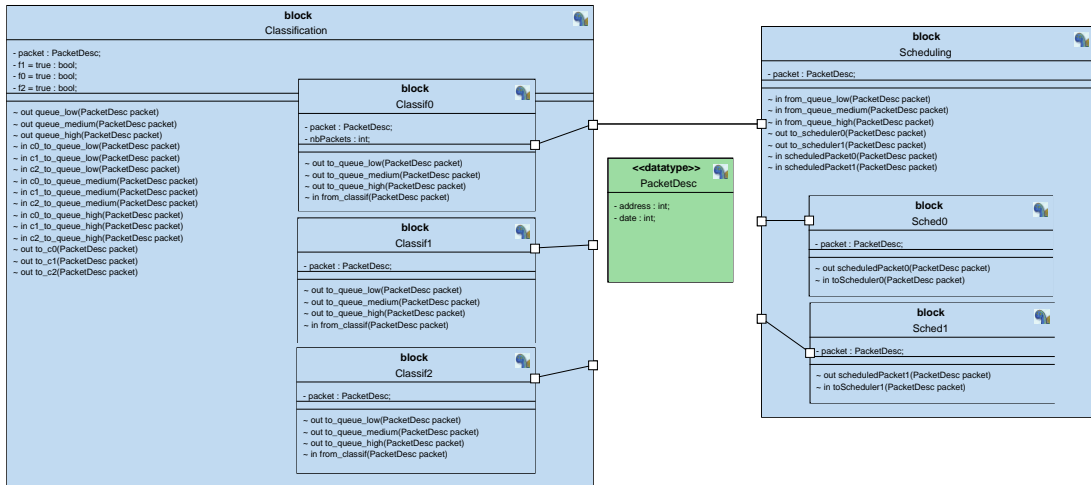 block
Classification
- packet : PacketDesc;
- f1 = true : bool;
- f0 = true : bool;
- f2 = true : bool;
~ out queue_low(PacketDesc packet)
~ out queue_medium(PacketDesc packet)
~ out queue_high(PacketDesc packet)
~ in c0_to_queue_low(PacketDesc packet)
~ in c1_to_queue_low(PacketDesc packet)
~ in c2_to_queue_low(PacketDesc packet)
~ in c0_to_queue_medium(PacketDesc packet)
~ in c1_to_queue_medium(PacketDesc packet)
~ in c2_to_queue_medium(PacketDesc packet)
~ in c0_to_queue_high(PacketDesc packet)
~ in c1_to_queue_high(PacketDesc packet)
~ in c2_to_queue_high(PacketDesc packet)
~ out to_c0(PacketDesc packet)
~ out to_c1(PacketDesc packet)
~ out to_c2(PacketDesc packet)
block
Classif0
- packet : PacketDesc;
- nbPackets : int;
~ out to_queue_low(PacketDesc packet)
~ out to_queue_medium(PacketDesc packet)
~ out to_queue_high(PacketDesc packet)
~ in from_classif(PacketDesc packet)
block
Classif1
- packet : PacketDesc;
~ out to_queue_low(PacketDesc packet)
~ out to_queue_medium(PacketDesc packet)
~ out to_queue_high(PacketDesc packet)
~ in from_classif(PacketDesc packet)
block
Classif2
- packet : PacketDesc;
~ out to_queue_low(PacketDesc packet)
~ out to_queue_medium(PacketDesc packet)
~ out to_queue_high(PacketDesc packet)
~ in from_classif(PacketDesc packet)
<<datatype>>
PacketDesc
- address : int;
- date : int;
block
Scheduling
- packet : PacketDesc;
~ in from_queue_low(PacketDesc packet)
~ in from_queue_medium(PacketDesc packet)
~ in from_queue_high(PacketDesc packet)
~ out to_scheduler0(PacketDesc packet)
~ out to_scheduler1(PacketDesc packet)
~ in scheduledPacket0(PacketDesc packet)
~ in scheduledPacket1(PacketDesc packet)
block
Sched0
- packet : PacketDesc;
~ out scheduledPacket0(PacketDesc packet)
~ in toScheduler0(PacketDesc packet)
block
Sched1
- packet : PacketDesc;
~ out scheduledPacket1(PacketDesc packet)
~ in toScheduler1(PacketDesc packet)